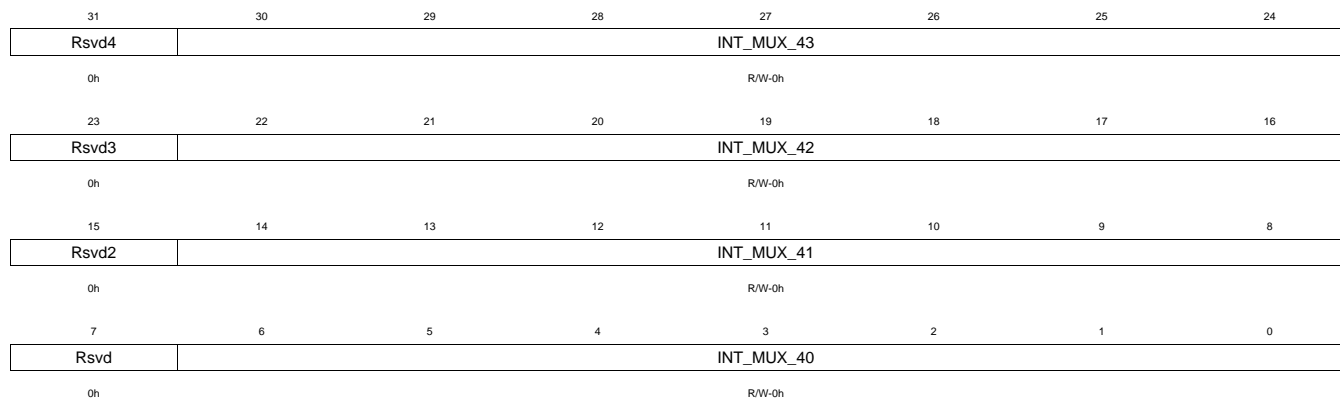 31 30 29 28 27 26 25 24
Rsvd4 INT_MUX_43
0h R/W-0h
23 22 21 20 19 18 17 16
Rsvd3 INT_MUX_42
0h R/W-0h
15 14 13 12 11 10 9 8
Rsvd2 INT_MUX_41
0h R/W-0h
7 6 5 4 3 2 1 0
Rsvd INT_MUX_40
0h R/W-0h